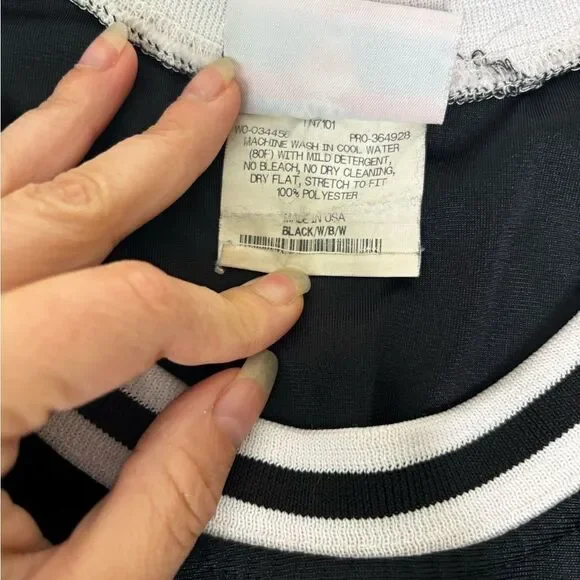 TN7101
WO-034456 PRO-364928
MACHINE WASH IN COOL WATER
(80F) WITH MILD DETERGENT,
NO BLEACH, NO DRY CLEANING,
DRY FLAT, STRETCH TO FIT
100% POLYESTER
MADE IN USA
BLACK/W/B/W